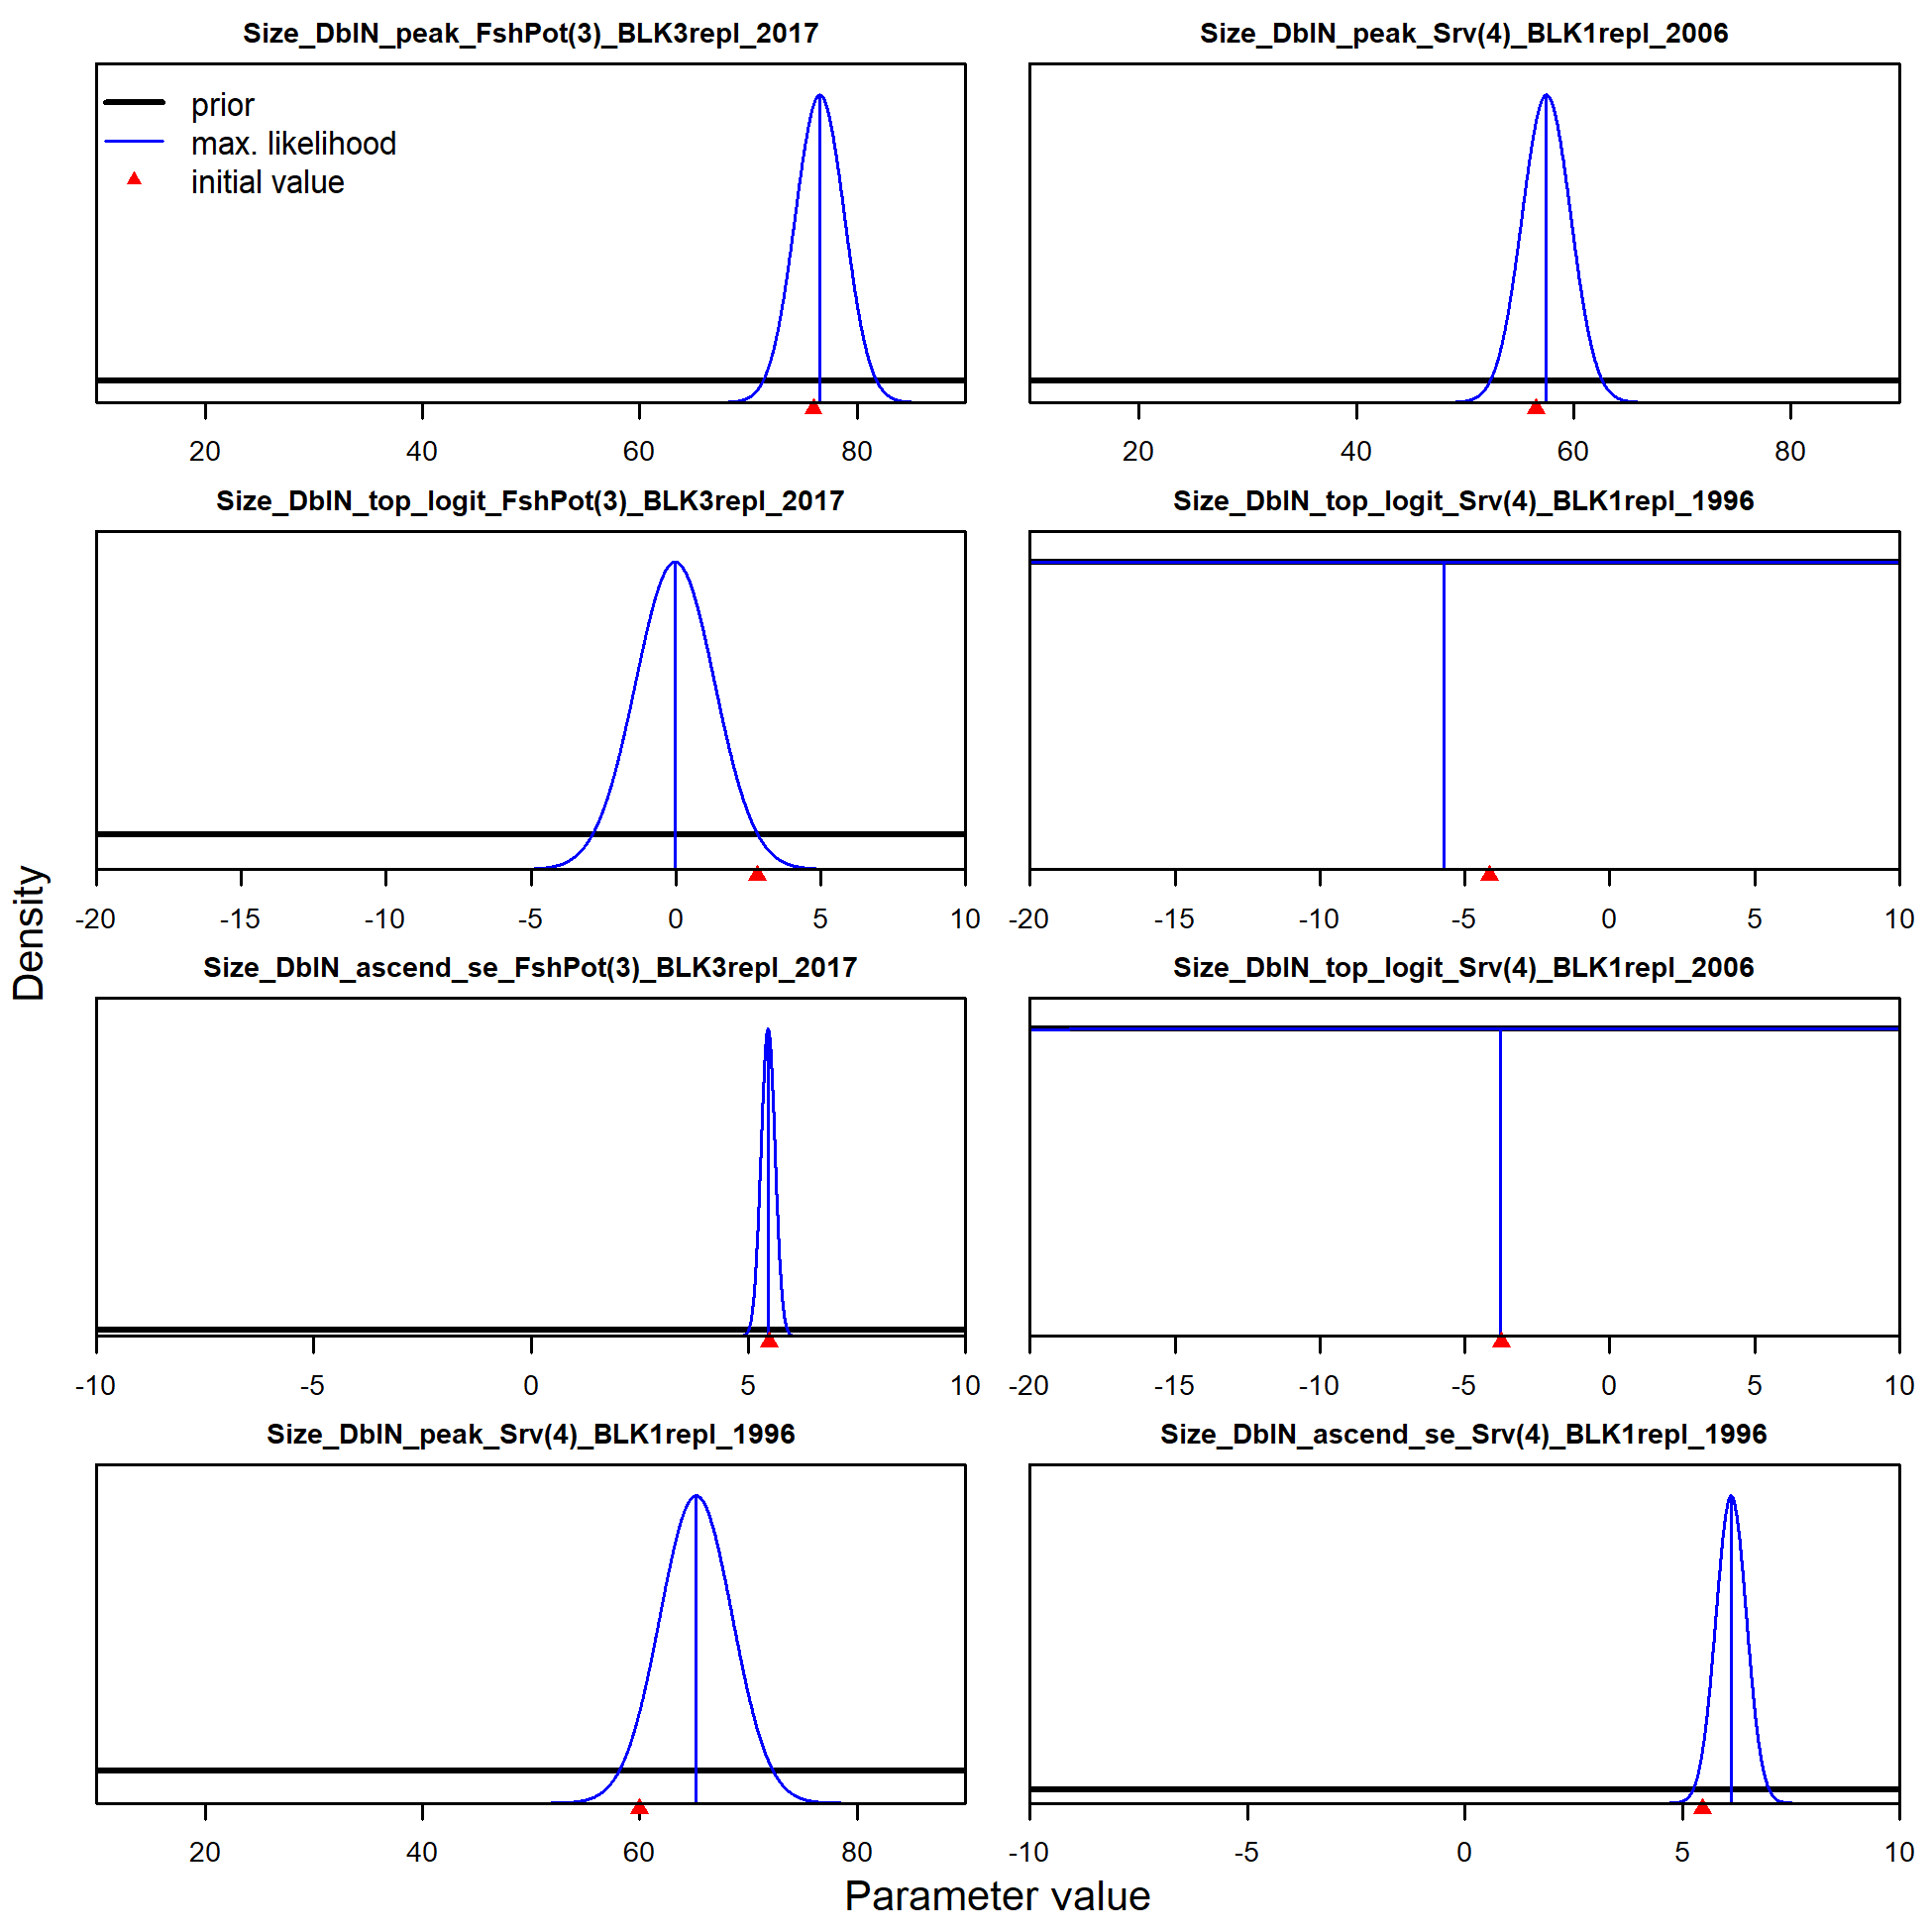 Size_DblN_peak_FshPot(3)_BLK3repl_2017
prior
max. likelihood
initial value
20 40 60 80
Size_DblN_peak_Srv(4)_BLK1repl_2006
20 40 60 80
Size_DblN_top_logit_FshPot(3)_BLK3repl_2017
-20 -15 -10 -5 0 5 10
Size_DblN_top_logit_Srv(4)_BLK1repl_1996
-20 -15 -10 -5 0 5 10
Size_DblN_ascend_se_FshPot(3)_BLK3repl_2017
-10 -5 0 5 10
Size_DblN_top_logit_Srv(4)_BLK1repl_2006
-20 -15 -10 -5 0 5 10
Size_DblN_peak_Srv(4)_BLK1repl_1996
20 40 60 80
Size_DblN_ascend_se_Srv(4)_BLK1repl_1996
-10 -5 0 5 10
Density
Parameter value